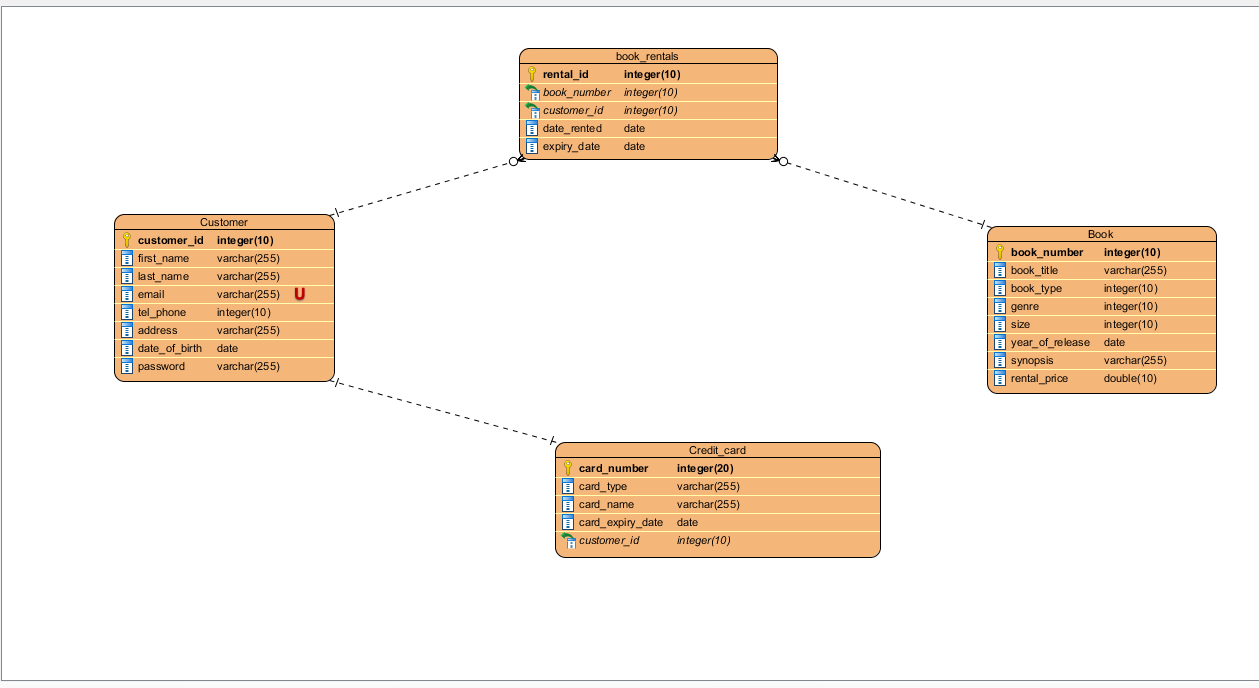 book_rentals
rental_id integer(10)
book_number integer(10)
customer_id integer(10)
date_rented date
expiry_date date
Customer
customer_id integer(10)
first_name varchar(255)
last_name varchar(255)
email varchar(255) U
tel_phone integer(10)
address varchar(255)
date_of_birth date
password varchar(255)
Book
book_number integer(10)
book_title varchar(255)
book_type integer(10)
genre integer(10)
size integer(10)
year_of_release date
synopsis varchar(255)
rental_price double(10)
Credit_card
card_number integer(20)
card_type varchar(255)
card_name varchar(255)
card_expiry_date date
customer_id integer(10)